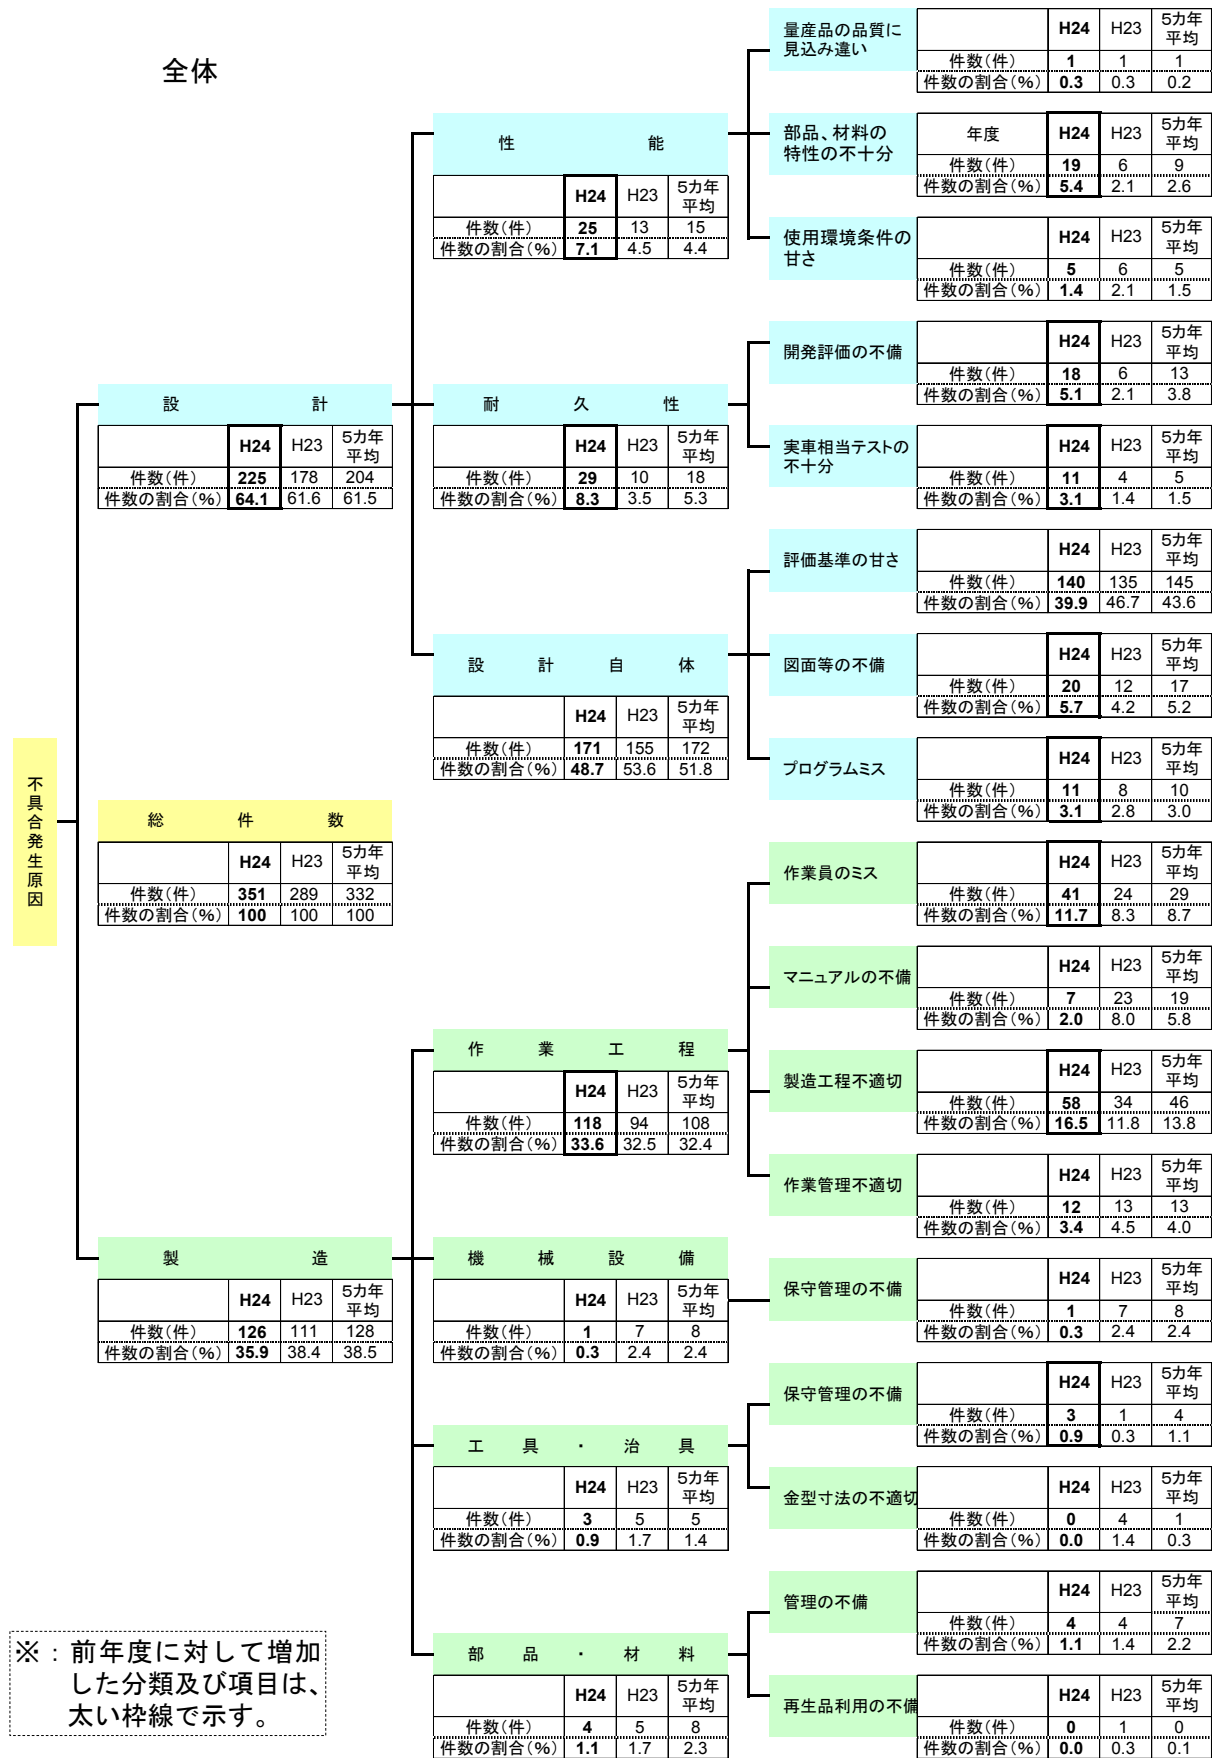 全体
不具合発生原因
総件数
H24 H23 5カ年平均
件数(件) 351 289 332
件数の割合(%) 100 100 100
設計
H24 H23 5カ年平均
件数(件) 225 178 204
件数の割合(%) 64.1 61.6 61.5
性能
H24 H23 5カ年平均
件数(件) 25 13 15
件数の割合(%) 7.1 4.5 4.4
量産品の品質に
見込み違い
H24 H23 5カ年平均
件数(件) 1 1 1
件数の割合(%) 0.3 0.3 0.2
部品、材料の
特性の不十分
年度 H24 H23 5カ年平均
件数(件) 19 6 9
件数の割合(%) 5.4 2.1 2.6
使用環境条件の
甘さ
H24 H23 5カ年平均
件数(件) 5 6 5
件数の割合(%) 1.4 2.1 1.5
耐久性
H24 H23 5カ年平均
件数(件) 29 10 18
件数の割合(%) 8.3 3.5 5.3
開発評価の不備
H24 H23 5カ年平均
件数(件) 18 6 13
件数の割合(%) 5.1 2.1 3.8
実車相当テストの
不十分
H24 H23 5カ年平均
件数(件) 11 4 5
件数の割合(%) 3.1 1.4 1.5
設計自体
H24 H23 5カ年平均
件数(件) 171 155 172
件数の割合(%) 48.7 53.6 51.8
評価基準の甘さ
H24 H23 5カ年平均
件数(件) 140 135 145
件数の割合(%) 39.9 46.7 43.6
図面等の不備
H24 H23 5カ年平均
件数(件) 20 12 17
件数の割合(%) 5.7 4.2 5.2
プログラムミス
H24 H23 5カ年平均
件数(件) 11 8 10
件数の割合(%) 3.1 2.8 3.0
製造
H24 H23 5カ年平均
件数(件) 126 111 128
件数の割合(%) 35.9 38.4 38.5
作業工程
H24 H23 5カ年平均
件数(件) 118 94 108
件数の割合(%) 33.6 32.5 32.4
作業員のミス
H24 H23 5カ年平均
件数(件) 41 24 29
件数の割合(%) 11.7 8.3 8.7
マニュアルの不備
H24 H23 5カ年平均
件数(件) 7 23 19
件数の割合(%) 2.0 8.0 5.8
製造工程不適切
H24 H23 5カ年平均
件数(件) 58 34 46
件数の割合(%) 16.5 11.8 13.8
作業管理不適切
H24 H23 5カ年平均
件数(件) 12 13 13
件数の割合(%) 3.4 4.5 4.0
機械設備
H24 H23 5カ年平均
件数(件) 1 7 8
件数の割合(%) 0.3 2.4 2.4
保守管理の不備
H24 H23 5カ年平均
件数(件) 1 7 8
件数の割合(%) 0.3 2.4 2.4
工具・治具
H24 H23 5カ年平均
件数(件) 3 5 5
件数の割合(%) 0.9 1.7 1.4
保守管理の不備
H24 H23 5カ年平均
件数(件) 3 1 4
件数の割合(%) 0.9 0.3 1.1
金型寸法の不適切
H24 H23 5カ年平均
件数(件) 0 4 1
件数の割合(%) 0.0 1.4 0.3
部品・材料
H24 H23 5カ年平均
件数(件) 4 5 8
件数の割合(%) 1.1 1.7 2.3
管理の不備
H24 H23 5カ年平均
件数(件) 4 4 7
件数の割合(%) 1.1 1.4 2.2
再生品利用の不備
H24 H23 5カ年平均
件数(件) 0 1 0
件数の割合(%) 0.0 0.3 0.1
※：前年度に対して増加
した分類及び項目は、
太い枠線で示す。